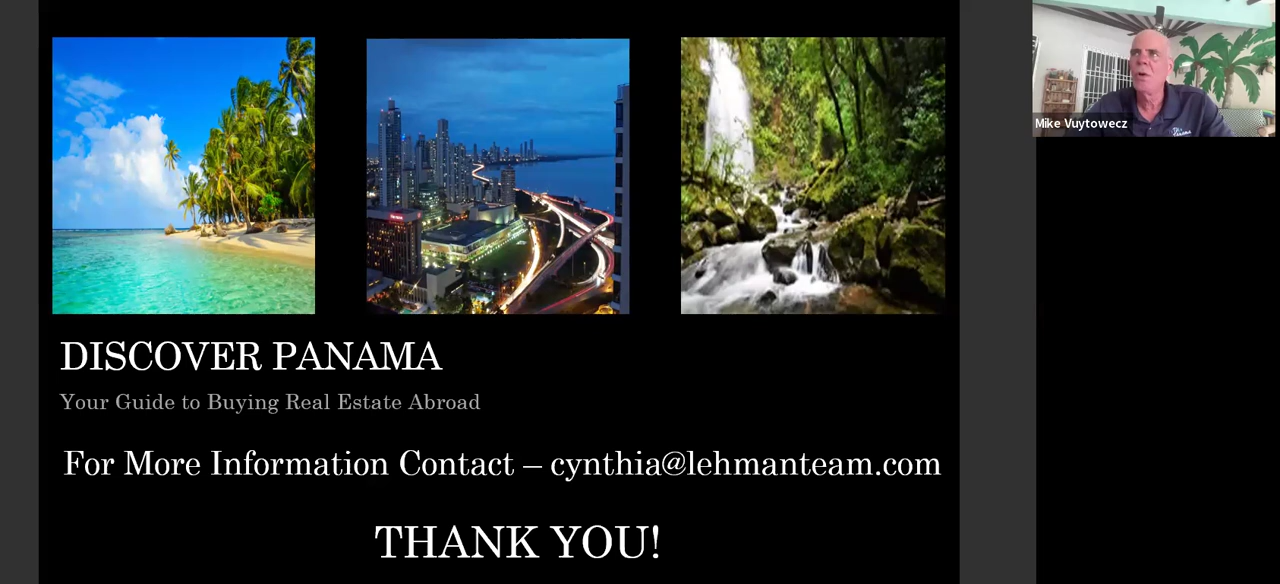 DISCOVER PANAMA
Your Guide to Buying Real Estate Abroad
For More Information Contact – cynthia@lehmanteam.com
THANK YOU!
Mike Vuytowecz